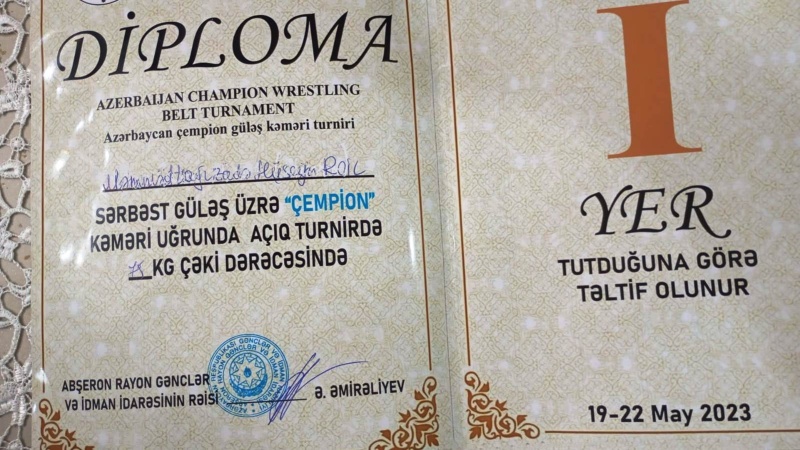 DİPLOMA
AZERBAIJAN CHAMPION WRESTLING
BELT TURNAMENT
Azərbaycan çempion güləş kəməri turniri
SƏRBƏST GÜLƏŞ ÜZRƏ “ÇEMPİON”
KƏMƏRİ UĞRUNDA AÇIQ TURNİRDƏ
KG ÇƏKİ DƏRƏCƏSİNDƏ
ABŞERON RAYON GƏNCLƏR
VƏ İDMAN İDARƏSİNİN RƏİSİ
Ə. ƏMİRƏLİYEV
I
YER
TUTDUĞUNA GÖRƏ
TƏLTİF OLUNUR
19-22 May 2023